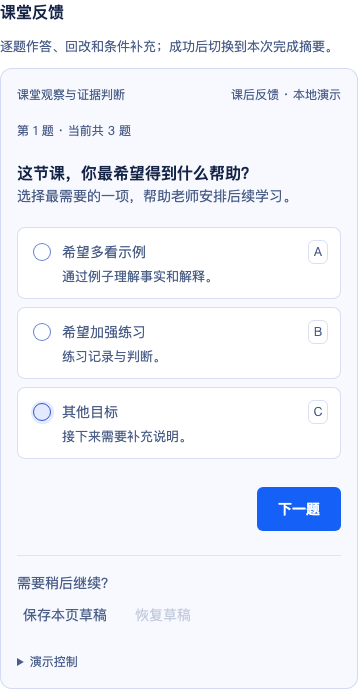 课堂反馈
逐题作答、回改和条件补充；成功后切换到本次完成摘要。
课堂观察与证据判断
课后反馈 · 本地演示
第 1 题 · 当前共 3 题
这节课，你最希望得到什么帮助？
选择最需要的一项，帮助老师安排后续学习。
希望多看示例
A
通过例子理解事实和解释。
希望加强练习
B
练习记录与判断。
其他目标
C
接下来需要补充说明。
下一题
需要稍后继续？
保存本页草稿
恢复草稿
演示控制